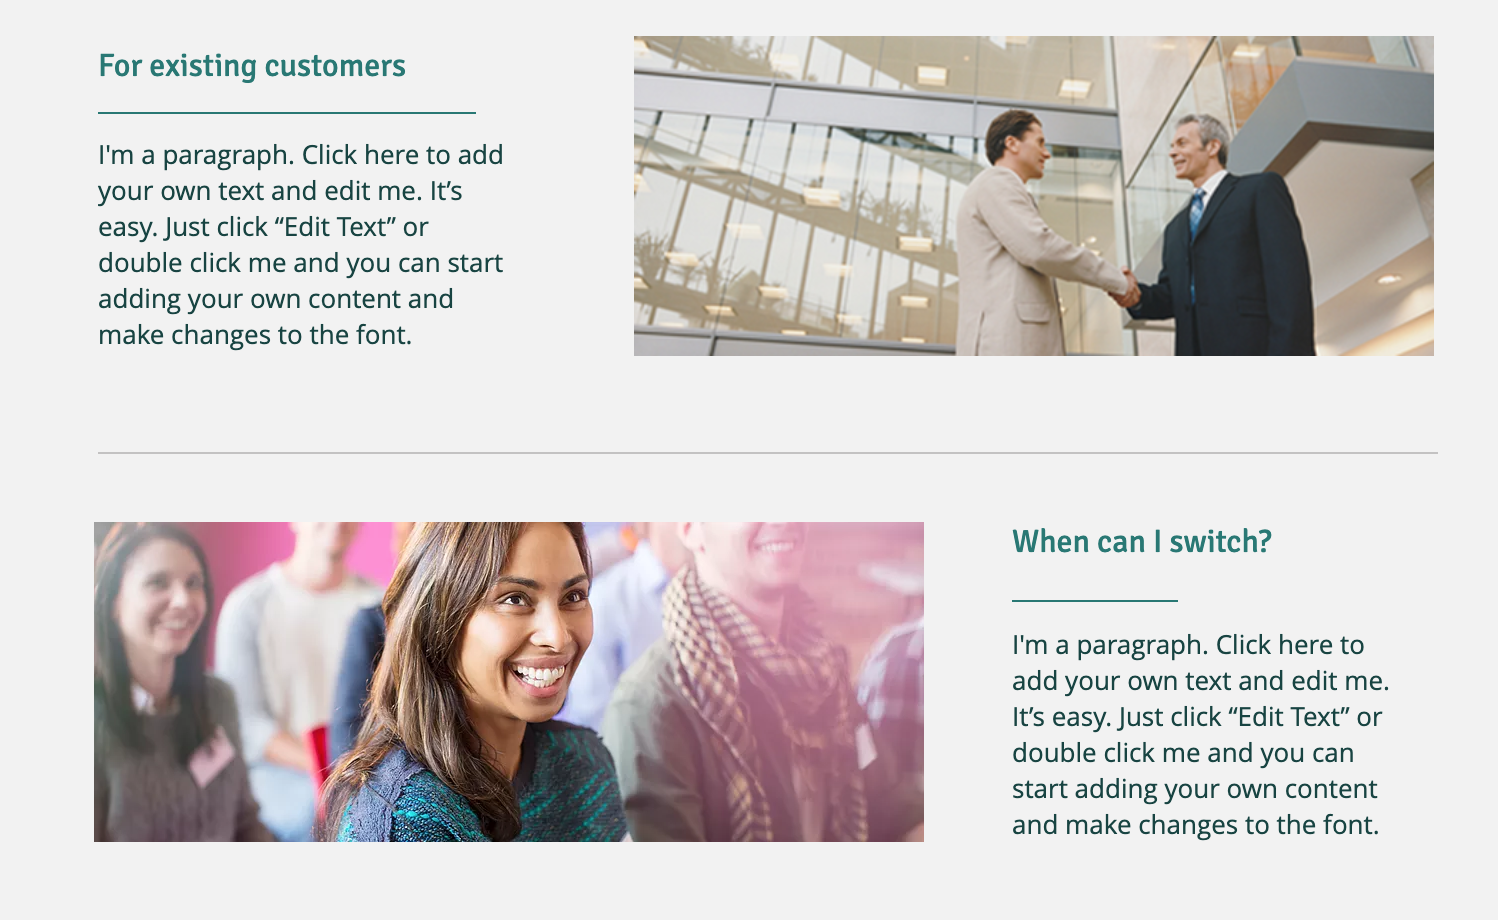 For existing customers
I'm a paragraph. Click here to add
your own text and edit me. It’s
easy. Just click “Edit Text” or
double click me and you can start
adding your own content and
make changes to the font.
When can I switch?
I'm a paragraph. Click here to
add your own text and edit me.
It’s easy. Just click “Edit Text” or
double click me and you can
start adding your own content
and make changes to the font.